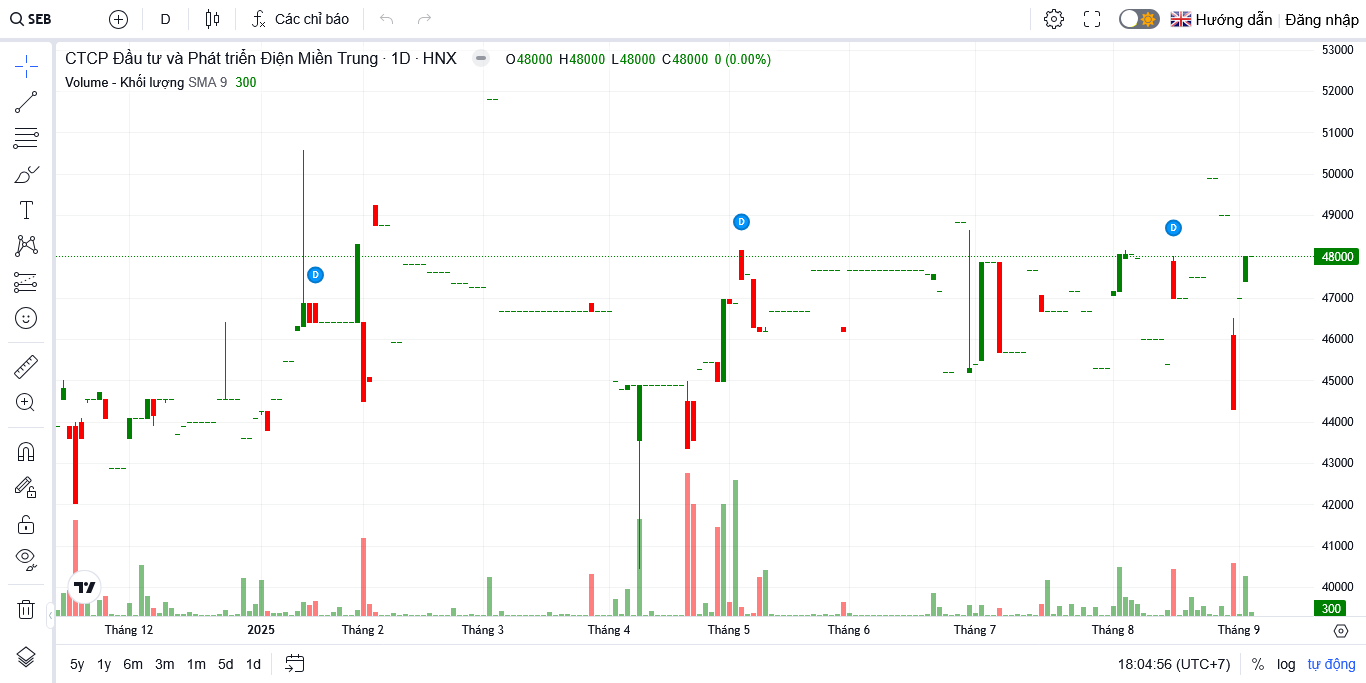 SEB D Các chỉ báo Hướng dẫn Đăng nhập
CTCP Đầu tư và Phát triển Điện Miền Trung · 1D · HNX O48000 H48000 L48000 C48000 0 (0.00%)
Volume - Khối lượng SMA 9 300
53000
52000
51000
50000
49000
48000
47000
46000
45000
44000
43000
42000
41000
40000
300
D
D
D
Tháng 12 2025 Tháng 2 Tháng 3 Tháng 4 Tháng 5 Tháng 6 Tháng 7 Tháng 8 Tháng 9
5y 1y 6m 3m 1m 5d 1d 18:04:56 (UTC+7) % log tự động